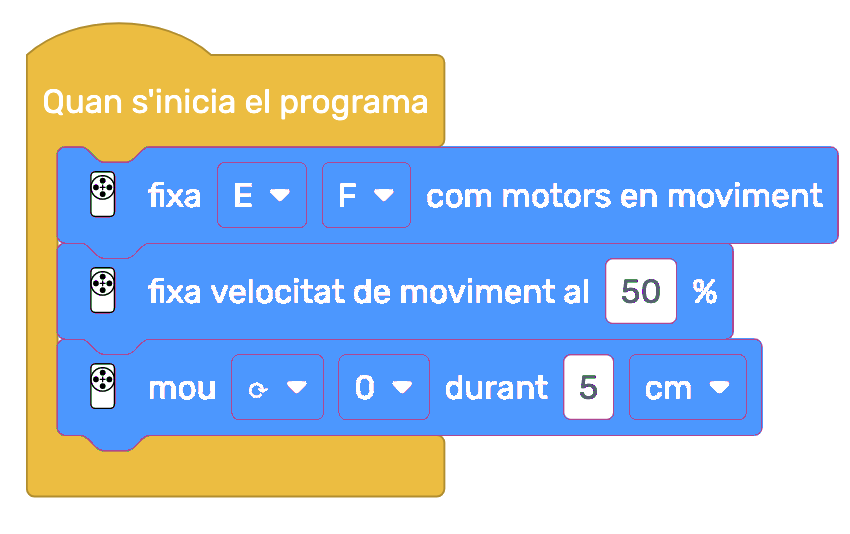 Quan s'inicia el programa
fixa E F com motors en moviment
fixa velocitat de moviment al 50 %
mou ⟳ 0 durant 5 cm